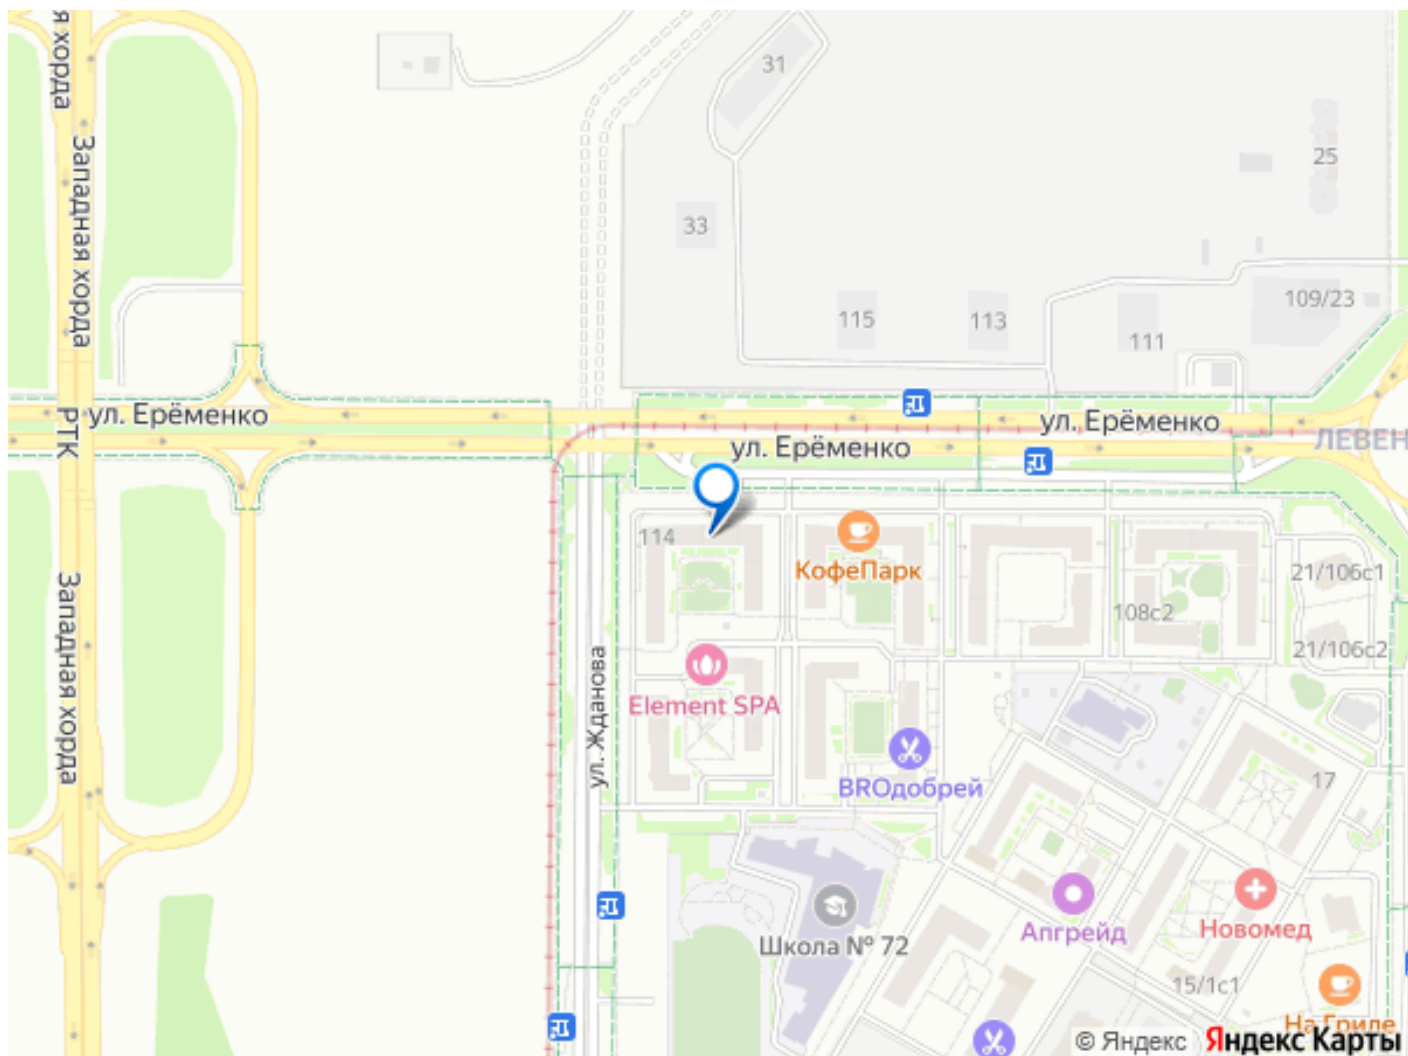 я хорда
Западная хорда
31
25
33
109/23
115
113
111
ул. Ерёменко
ул. Ерёменко
ул. Ерёменко
РТК
ЛЕВЕН
114
КофеПарк
21/106с1
108с2
21/106с2
Западная хорда
ул. Жданова
Element SPA
BROдобрей
17
Школа № 72
Апгрейд
Новомед
15/1с1
На Гриле
© Яндекс Яндекс Карты